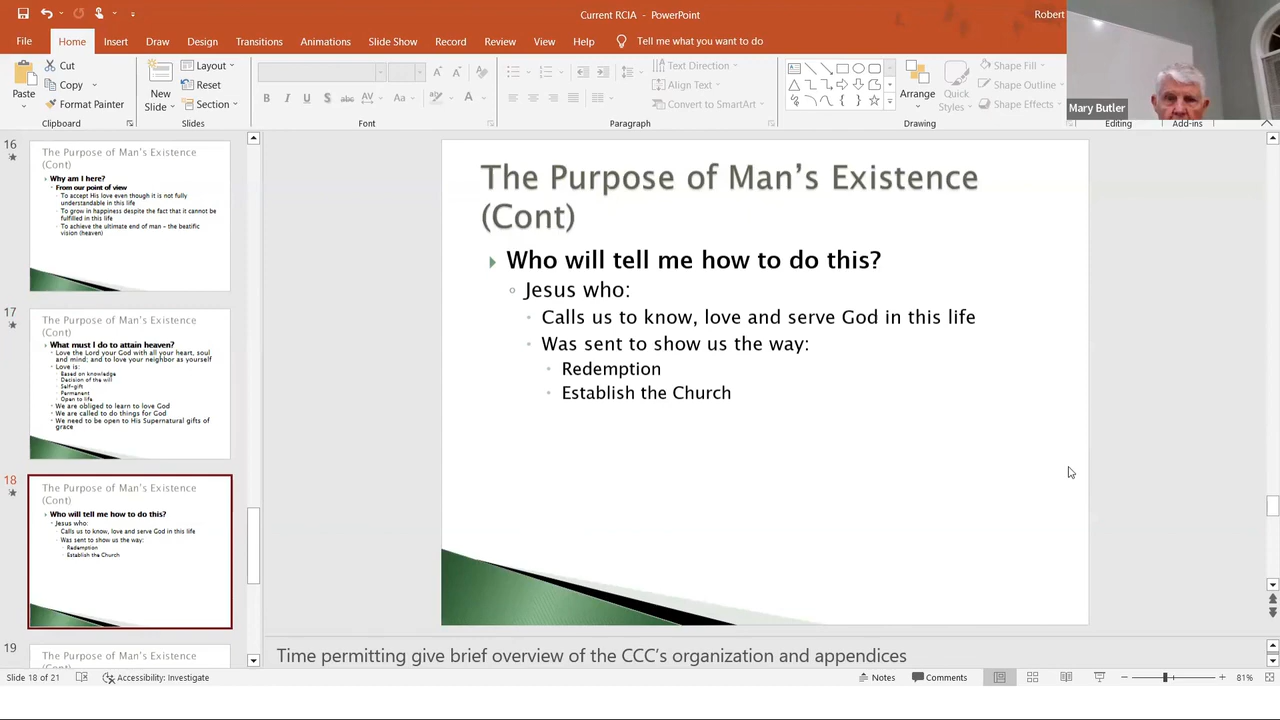 Current RCIA - PowerPoint
Robert
File Home Insert Draw Design Transitions Animations Slide Show Record Review View Help Tell me what you want to do
Paste
Cut
Copy
Format Painter
Clipboard
New
Slide
Layout
Reset
Section
Slides
B I U S ab AV Aa A
Font
Text Direction
Align Text
Convert to SmartArt
Paragraph
Arrange
Quick
Styles
Shape Fill
Shape Outline
Shape Effects
Drawing
Editing
Add-ins
Mary Butler
16
The Purpose of Man's Existence
(Cont)
Why am I here?
From our point of view
To accept His love even though it is not fully
understandable in this life
To grow in happiness despite the fact that it cannot be
fulfilled in this life
To achieve the ultimate end of man – the beatific
vision (heaven)
17
The Purpose of Man's Existence
(Cont)
What must I do to attain heaven?
Love the Lord your God with all your heart, soul
and mind; and to love your neighbor as yourself
Love is:
Based on knowledge
Decision of the will
Self-gift
Permanent
Open to life
We are obliged to learn to love God
We are called to do things for God
We need to be open to His Supernatural gifts of
grace
18
The Purpose of Man's Existence
(Cont)
Who will tell me how to do this?
Jesus who:
Calls us to know, love and serve God in this life
Was sent to show us the way:
Redemption
Establish the Church
19
The Purpose of Man's Existence
(Cont)
The Purpose of Man's Existence
(Cont)
Who will tell me how to do this?
Jesus who:
Calls us to know, love and serve God in this life
Was sent to show us the way:
Redemption
Establish the Church
Time permitting give brief overview of the CCC's organization and appendices
Slide 18 of 21 Accessibility: Investigate Notes Comments 81%